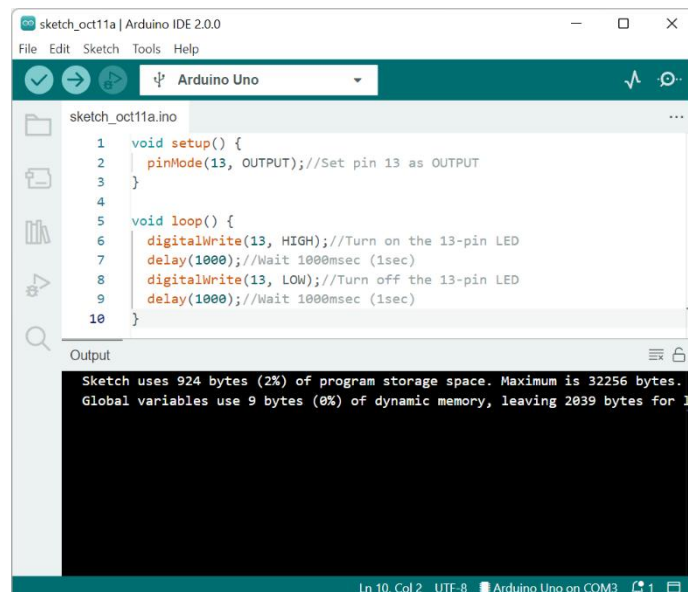 sketch_oct11a | Arduino IDE 2.0.0
File Edit Sketch Tools Help
Arduino Uno
sketch_oct11a.ino
1 void setup() {
2 pinMode(13, OUTPUT);//Set pin 13 as OUTPUT
3 }
4
5 void loop() {
6 digitalWrite(13, HIGH);//Turn on the 13-pin LED
7 delay(1000);//Wait 1000msec (1sec)
8 digitalWrite(13, LOW);//Turn off the 13-pin LED
9 delay(1000);//Wait 1000msec (1sec)
10 }
Output
Sketch uses 924 bytes (2%) of program storage space. Maximum is 32256 bytes.
Global variables use 9 bytes (0%) of dynamic memory, leaving 2039 bytes for l
Ln 10, Col 2 UTF-8 Arduino Uno on COM3 1